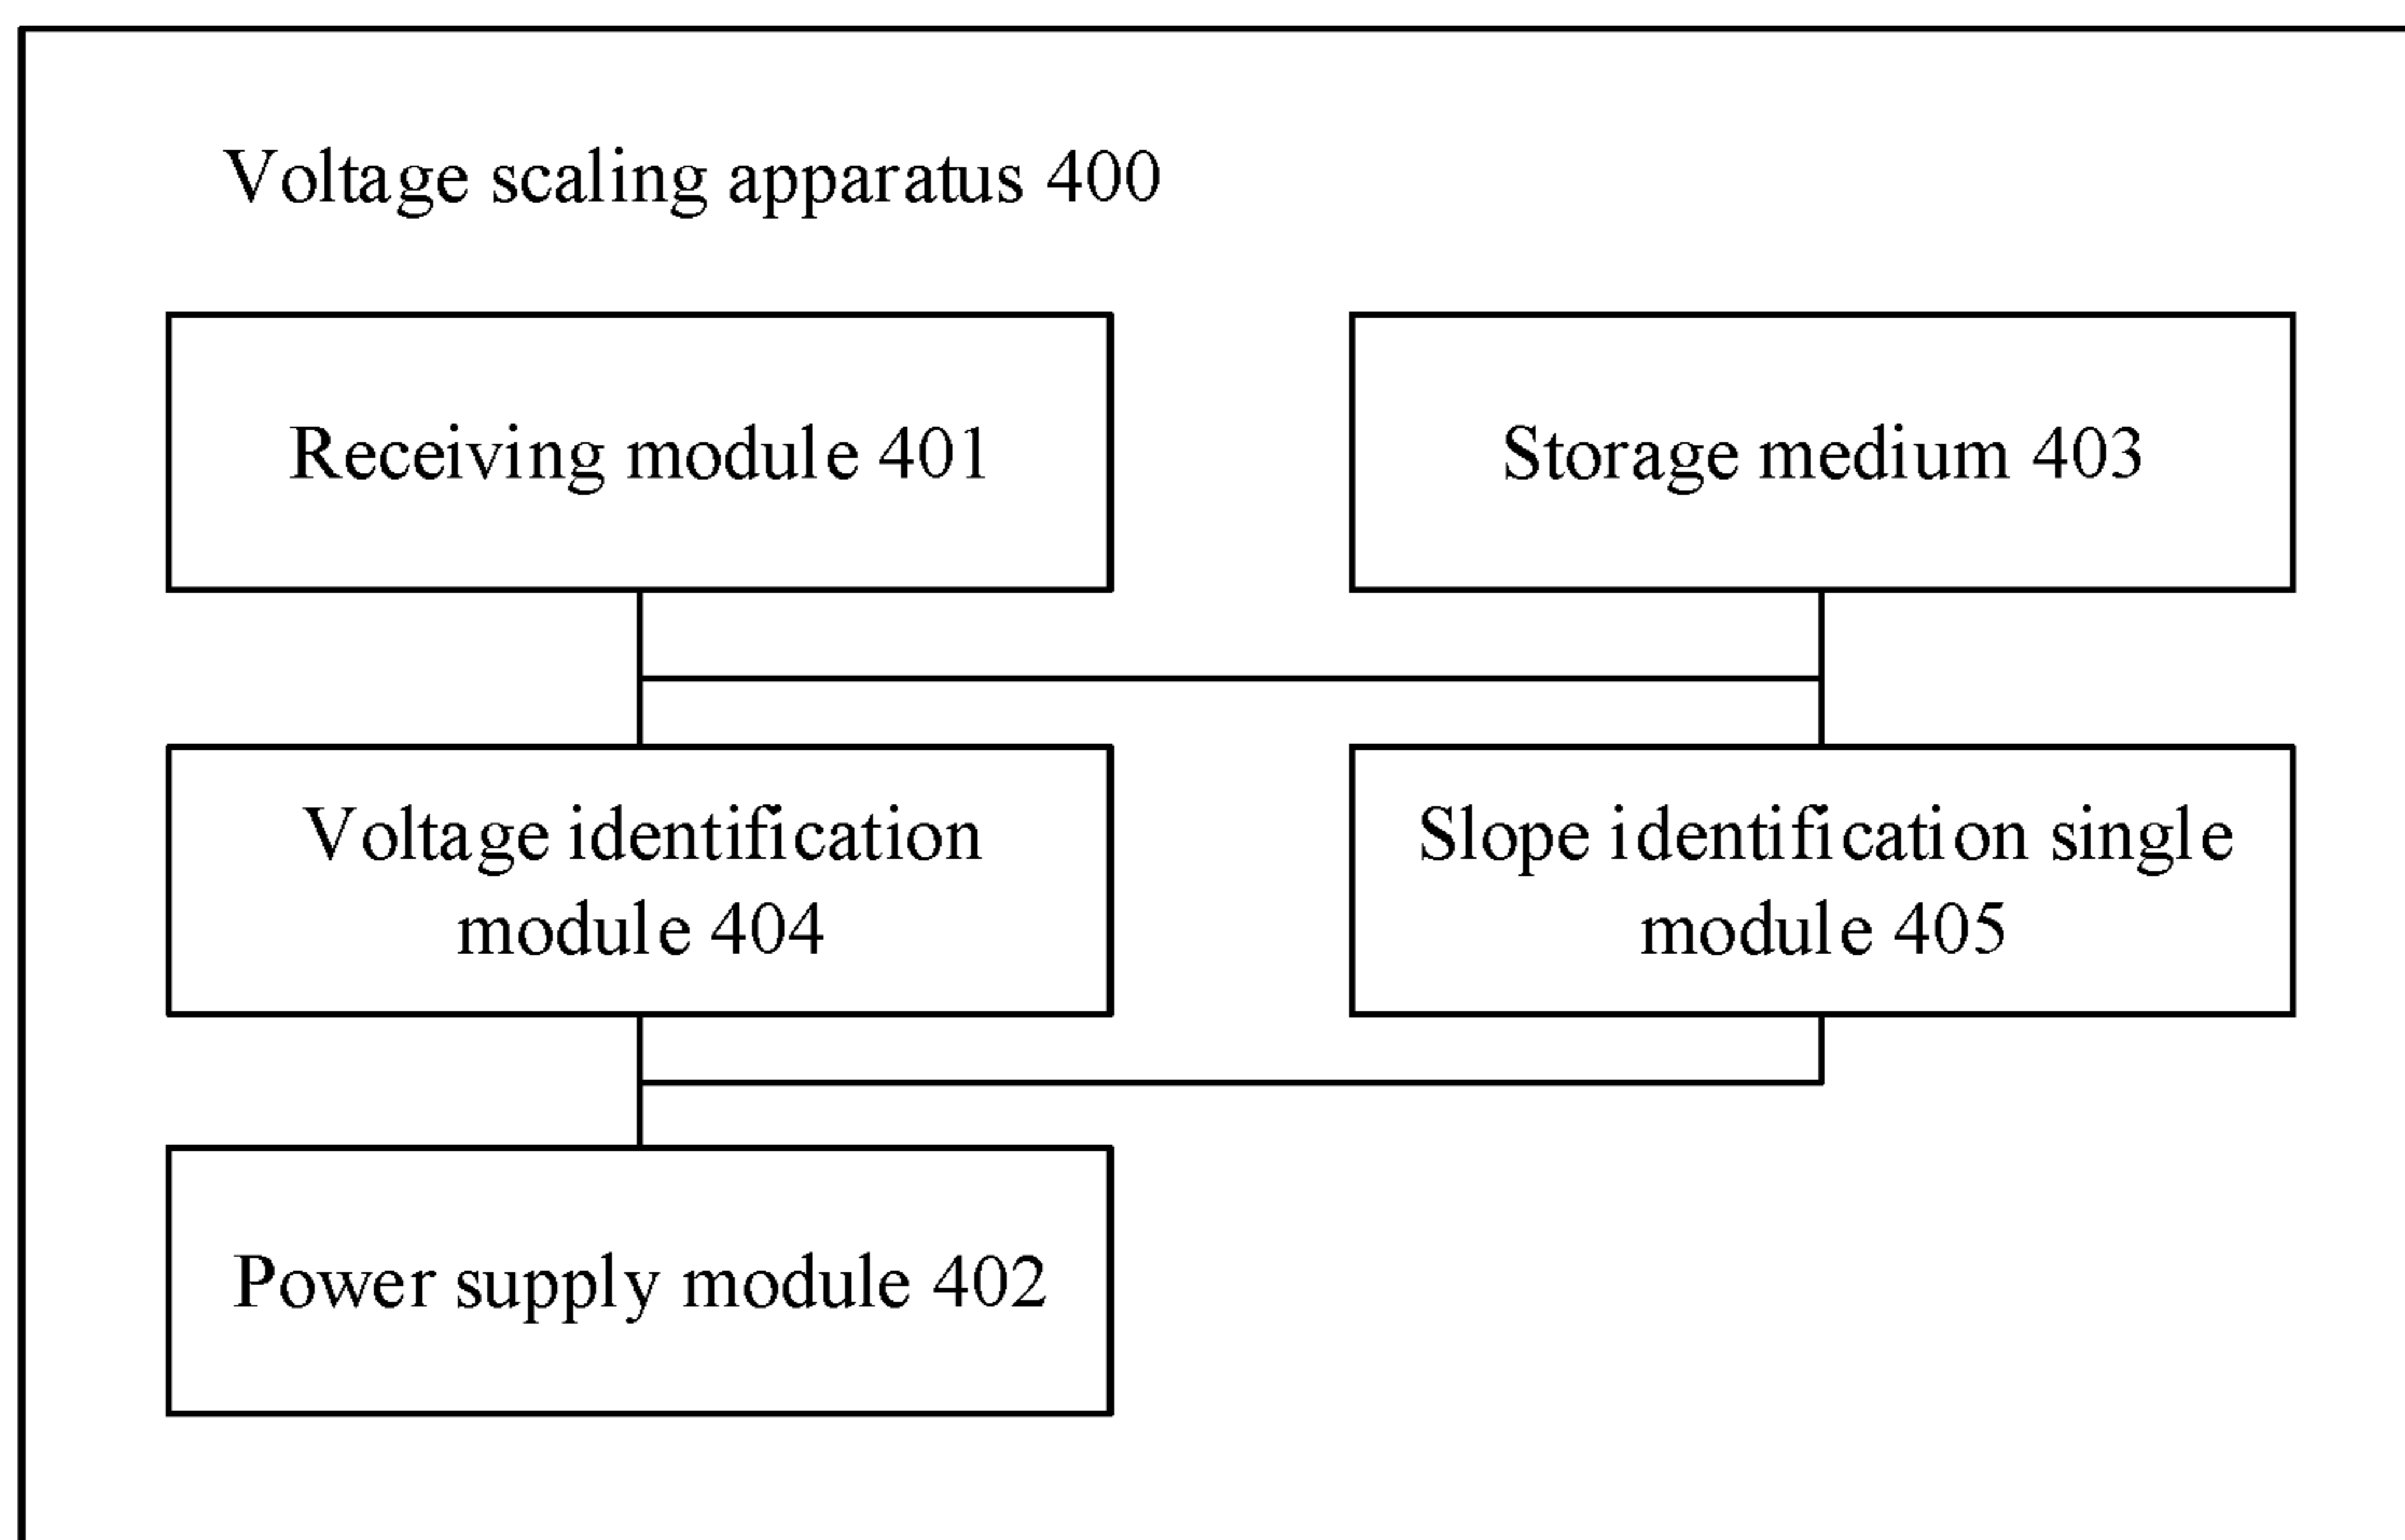 Voltage scaling apparatus 400
Receiving module 401
Storage medium 403
Voltage identification
module 404
Slope identification single
module 405
Power supply module 402